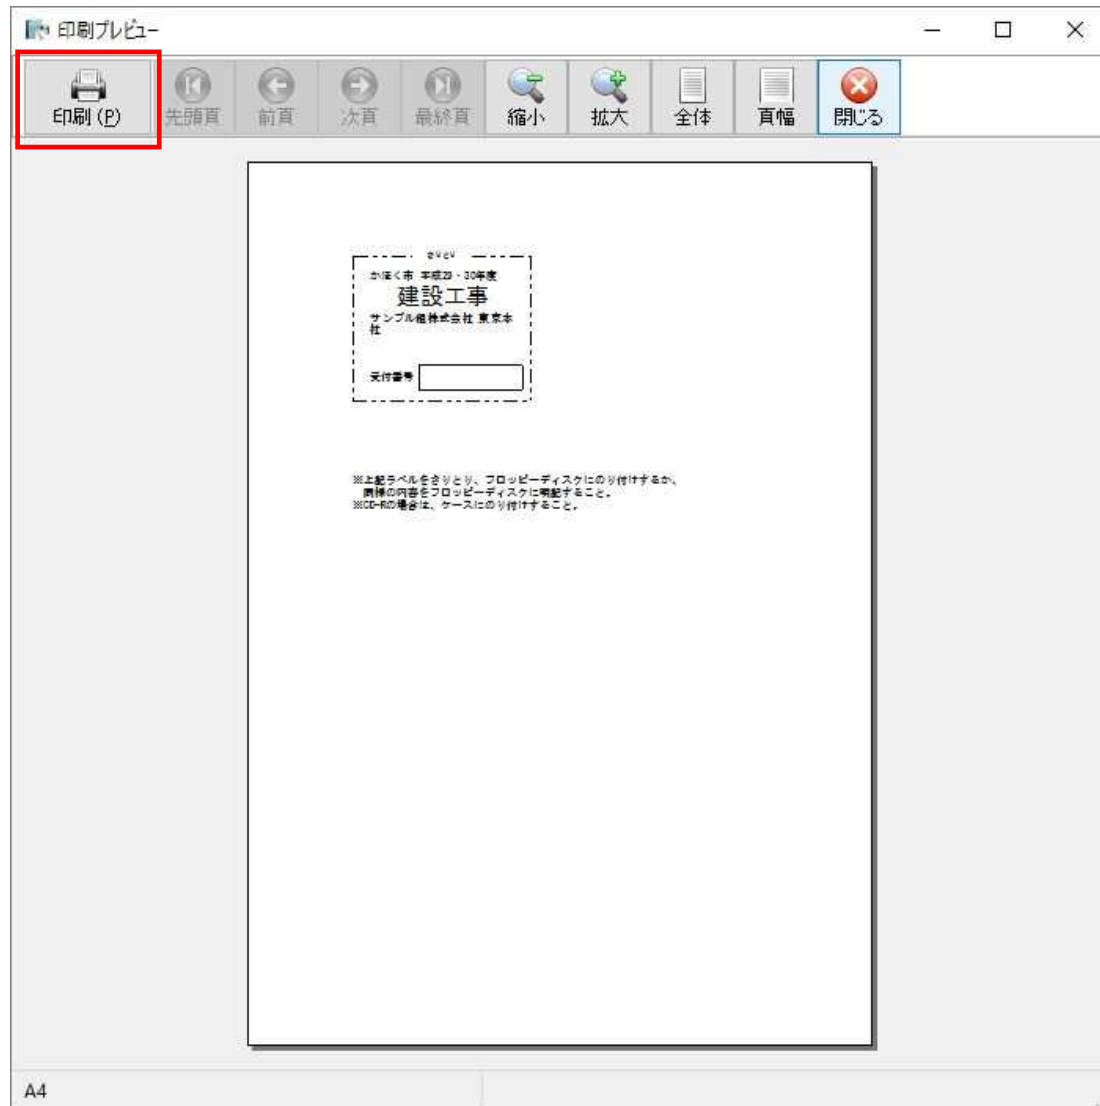 印刷プレビュー
印刷(P)
先頭頁
前頁
次頁
最終頁
縮小
拡大
全体
頁幅
閉じる
きりとり
かほく市 平成29・30年度
建設工事
サンプル組株式会社 東京本
社
受付番号
※上記ラベルをきりとり、フロッピーディスクにのり付けするか、
同様の内容をフロッピーディスクに明記すること。
※CD-Rの場合は、ケースにのり付けすること。
A4